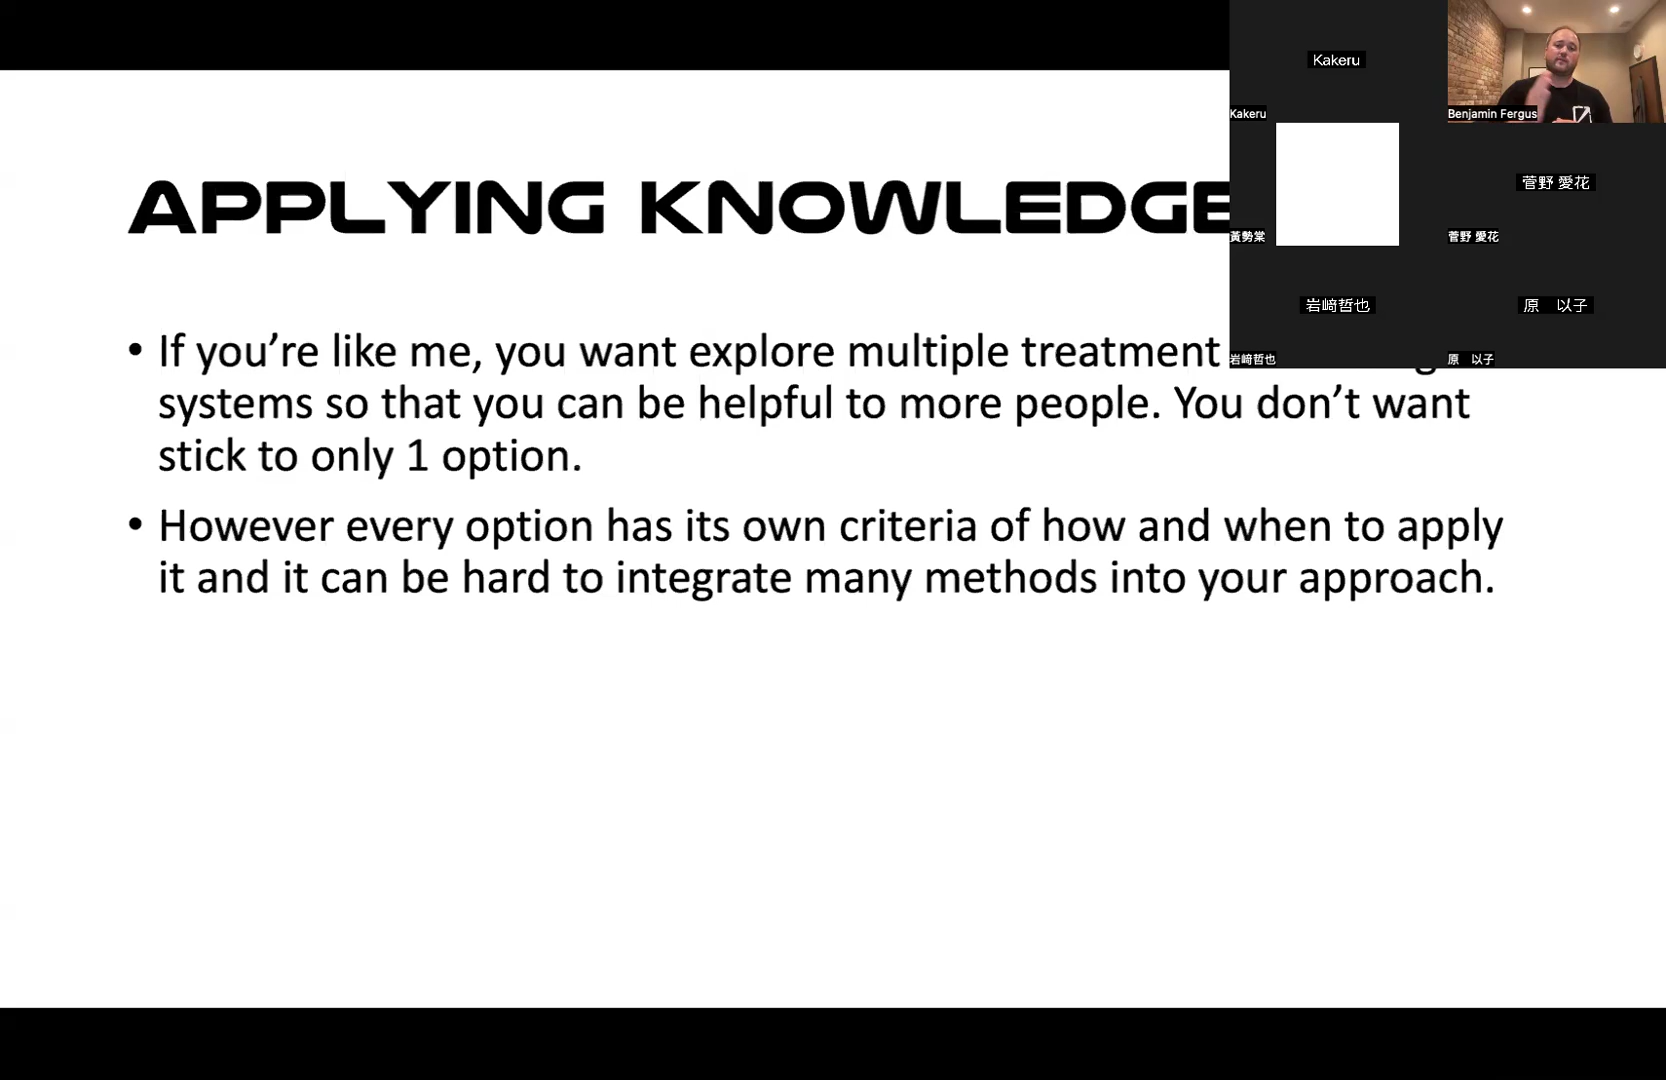 APPLYING KNOWLEDGE
• If you’re like me, you want explore multiple treatment
systems so that you can be helpful to more people. You don’t want
stick to only 1 option.
• However every option has its own criteria of how and when to apply
it and it can be hard to integrate many methods into your approach.
Kakeru
Kakeru
Benjamin Fergus
菅野 愛花
黃勢棠
菅野 愛花
岩﨑哲也
原 以子
岩﨑哲也
原 以子